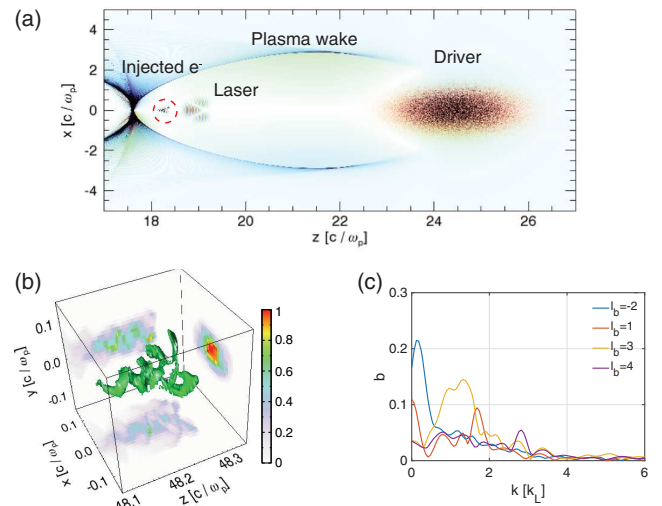 (a)
Plasma wake
Driver
Injected e-
Laser
x [c / ωp]
4
2
0
-2
-4
18
20
22
24
26
z [c / ωp]
(b)
y [c / ωp]
0.1
0.0
-0.1
x [c / ωp]
0.1
0.0
-0.1
48.1
48.2
48.3
z [c / ωp]
1
0.8
0.6
0.4
0.2
0
(c)
b
0.3
0.2
0.1
0
0
2
4
6
k [kL]
lb=-2
lb=1
lb=3
lb=4